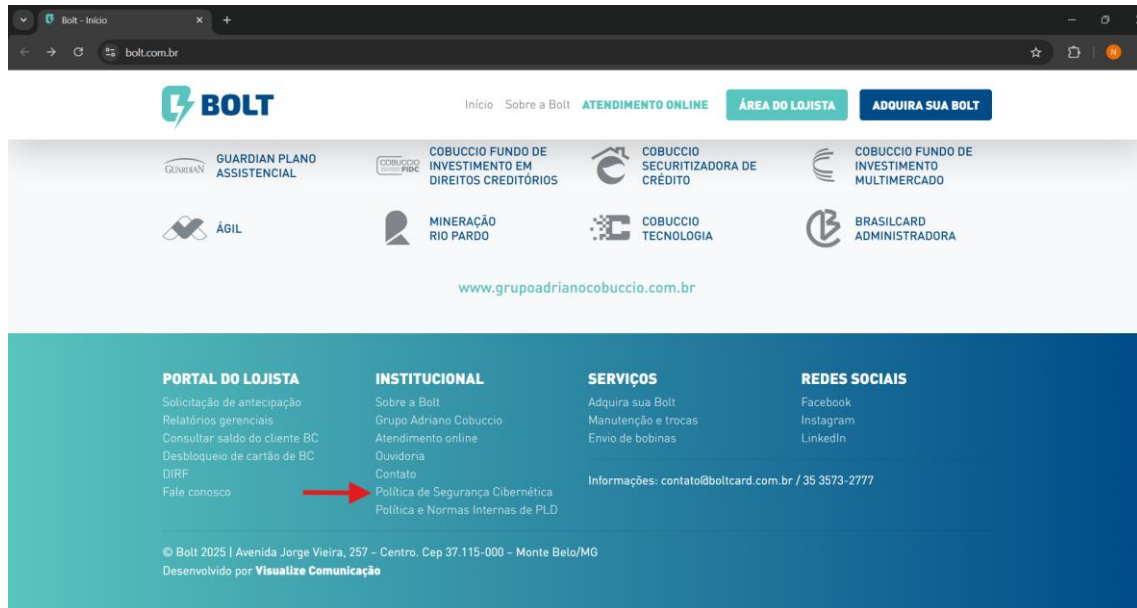 Bolt - Início
bolt.com.br
N
BOLT
Início Sobre a Bolt ATENDIMENTO ONLINE ÁREA DO LOJISTA ADQUIRA SUA BOLT
GUARDIAN
GUARDIAN PLANO
ASSISTENCIAL
COBUCCIO
FIDC
COBUCCIO FUNDO DE
INVESTIMENTO EM
DIREITOS CREDITÓRIOS
COBUCCIO
SECURITIZADORA DE
CRÉDITO
COBUCCIO FUNDO DE
INVESTIMENTO
MULTIMERCADO
ÁGIL
MINERAÇÃO
RIO PARDO
COBUCCIO
TECNOLOGIA
BRASILCARD
ADMINISTRADORA
www.grupoadrianocobuccio.com.br
PORTAL DO LOJISTA
Solicitação de antecipação
Relatórios gerenciais
Consultar saldo do cliente BC
Desbloqueio de cartão de BC
DIRF
Fale conosco
INSTITUCIONAL
Sobre a Bolt
Grupo Adriano Cobuccio
Atendimento online
Ouvidoria
Contato
Política de Segurança Cibernética
Política e Normas Internas de PLD
SERVIÇOS
Adquira sua Bolt
Manutenção e trocas
Envio de bobinas
REDES SOCIAIS
Facebook
Instagram
LinkedIn
Informações: contato@boltcard.com.br / 35 3573-2777
© Bolt 2025 | Avenida Jorge Vieira, 257 – Centro. Cep 37.115-000 – Monte Belo/MG
Desenvolvido por Visualize Comunicação